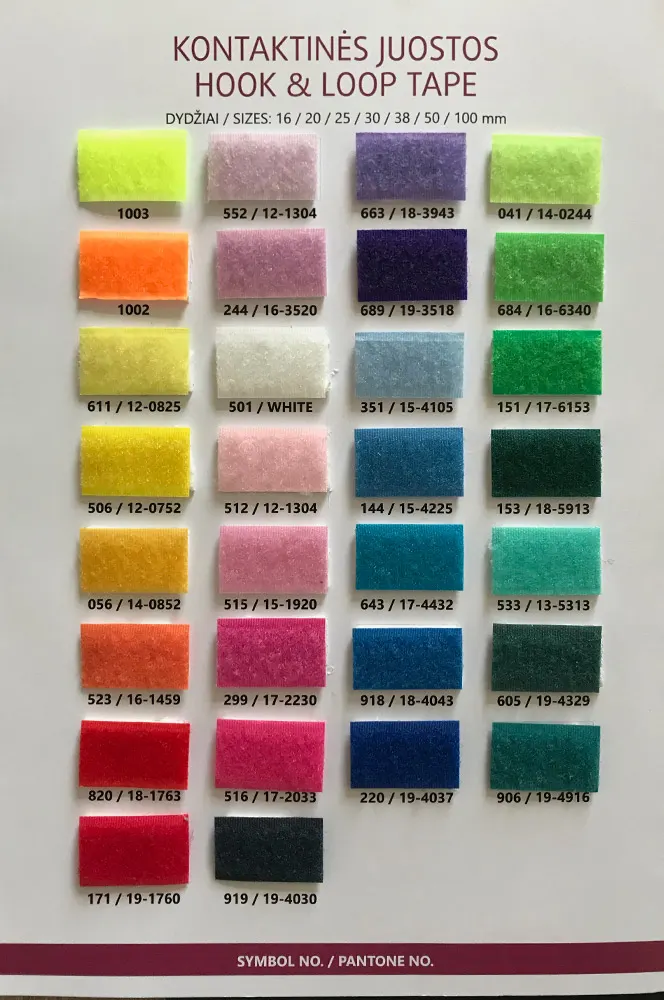 KONTAKTINĖS JUOSTOS
HOOK & LOOP TAPE
DYDŽIAI / SIZES: 16 / 20 / 25 / 30 / 38 / 50 / 100 mm
1003
552 / 12-1304
663 / 18-3943
041 / 14-0244
1002
244 / 16-3520
689 / 19-3518
684 / 16-6340
611 / 12-0825
501 / WHITE
351 / 15-4105
151 / 17-6153
506 / 12-0752
512 / 12-1304
144 / 15-4225
153 / 18-5913
056 / 14-0852
515 / 15-1920
643 / 17-4432
533 / 13-5313
523 / 16-1459
299 / 17-2230
918 / 18-4043
605 / 19-4329
820 / 18-1763
516 / 17-2033
220 / 19-4037
906 / 19-4916
171 / 19-1760
919 / 19-4030
SYMBOL NO. / PANTONE NO.